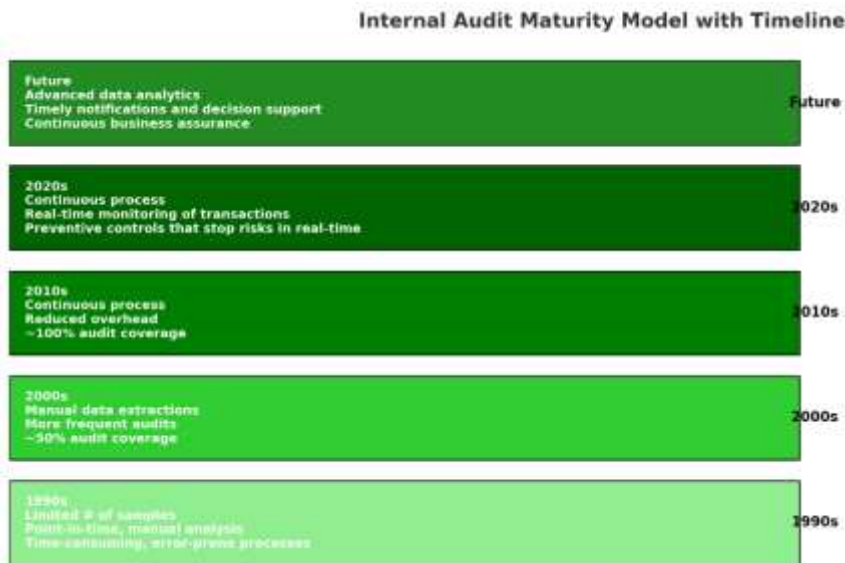 Internal Audit Maturity Model with Timeline
Future
Advanced data analytics
Timely notifications and decision support
Continuous business assurance
Future
2020s
Continuous process
Real-time monitoring of transactions
Preventive controls that stop risks in real-time
2020s
2010s
Continuous process
Reduced overhead
~100% audit coverage
2010s
2000s
Manual data extractions
More frequent audits
~50% audit coverage
2000s
1990s
Limited # of samples
Point-in-time, manual analysis
Time-consuming, error-prone processes
1990s